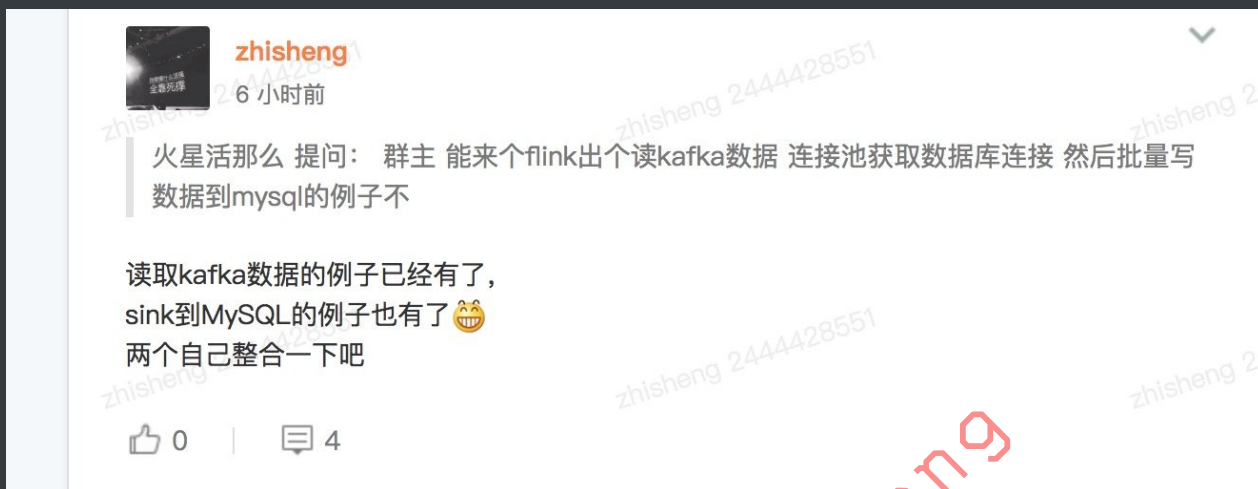 zhisheng
6 小时前
火星活那么 提问： 群主 能来个flink出个读kafka数据 连接池获取数据库连接 然后批量写
数据到mysql的例子不
读取kafka数据的例子已经有了，
sink到MySQL的例子也有了😁
两个自己整合一下吧
0
4
zhisheng 2444428551
zhisheng 2444428551